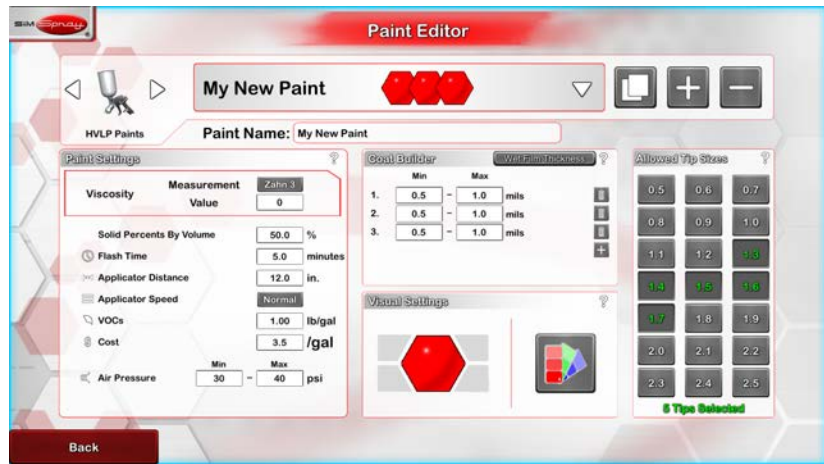 SIM Spray
Paint Editor
My New Paint
HVLP Paints
Paint Name: My New Paint
Paint Settings ?
Viscosity
Measurement Zahn 3
Value 0
Solid Percents By Volume 50.0 %
Flash Time 5.0 minutes
Applicator Distance 12.0 in.
Applicator Speed Normal
VOCs 1.00 lb/gal
Cost 3.5 /gal
Min Max
Air Pressure 30 - 40 psi
Coat Builder Wet Film Thickness ?
Min Max
1. 0.5 - 1.0 mils
2. 0.5 - 1.0 mils
3. 0.5 - 1.0 mils
Visual Settings ?
Allowed Tip Sizes ?
0.5 0.6 0.7
0.8 0.9 1.0
1.1 1.2 1.3
1.4 1.5 1.6
1.7 1.8 1.9
2.0 2.1 2.2
2.3 2.4 2.5
5 Tips Selected
Back